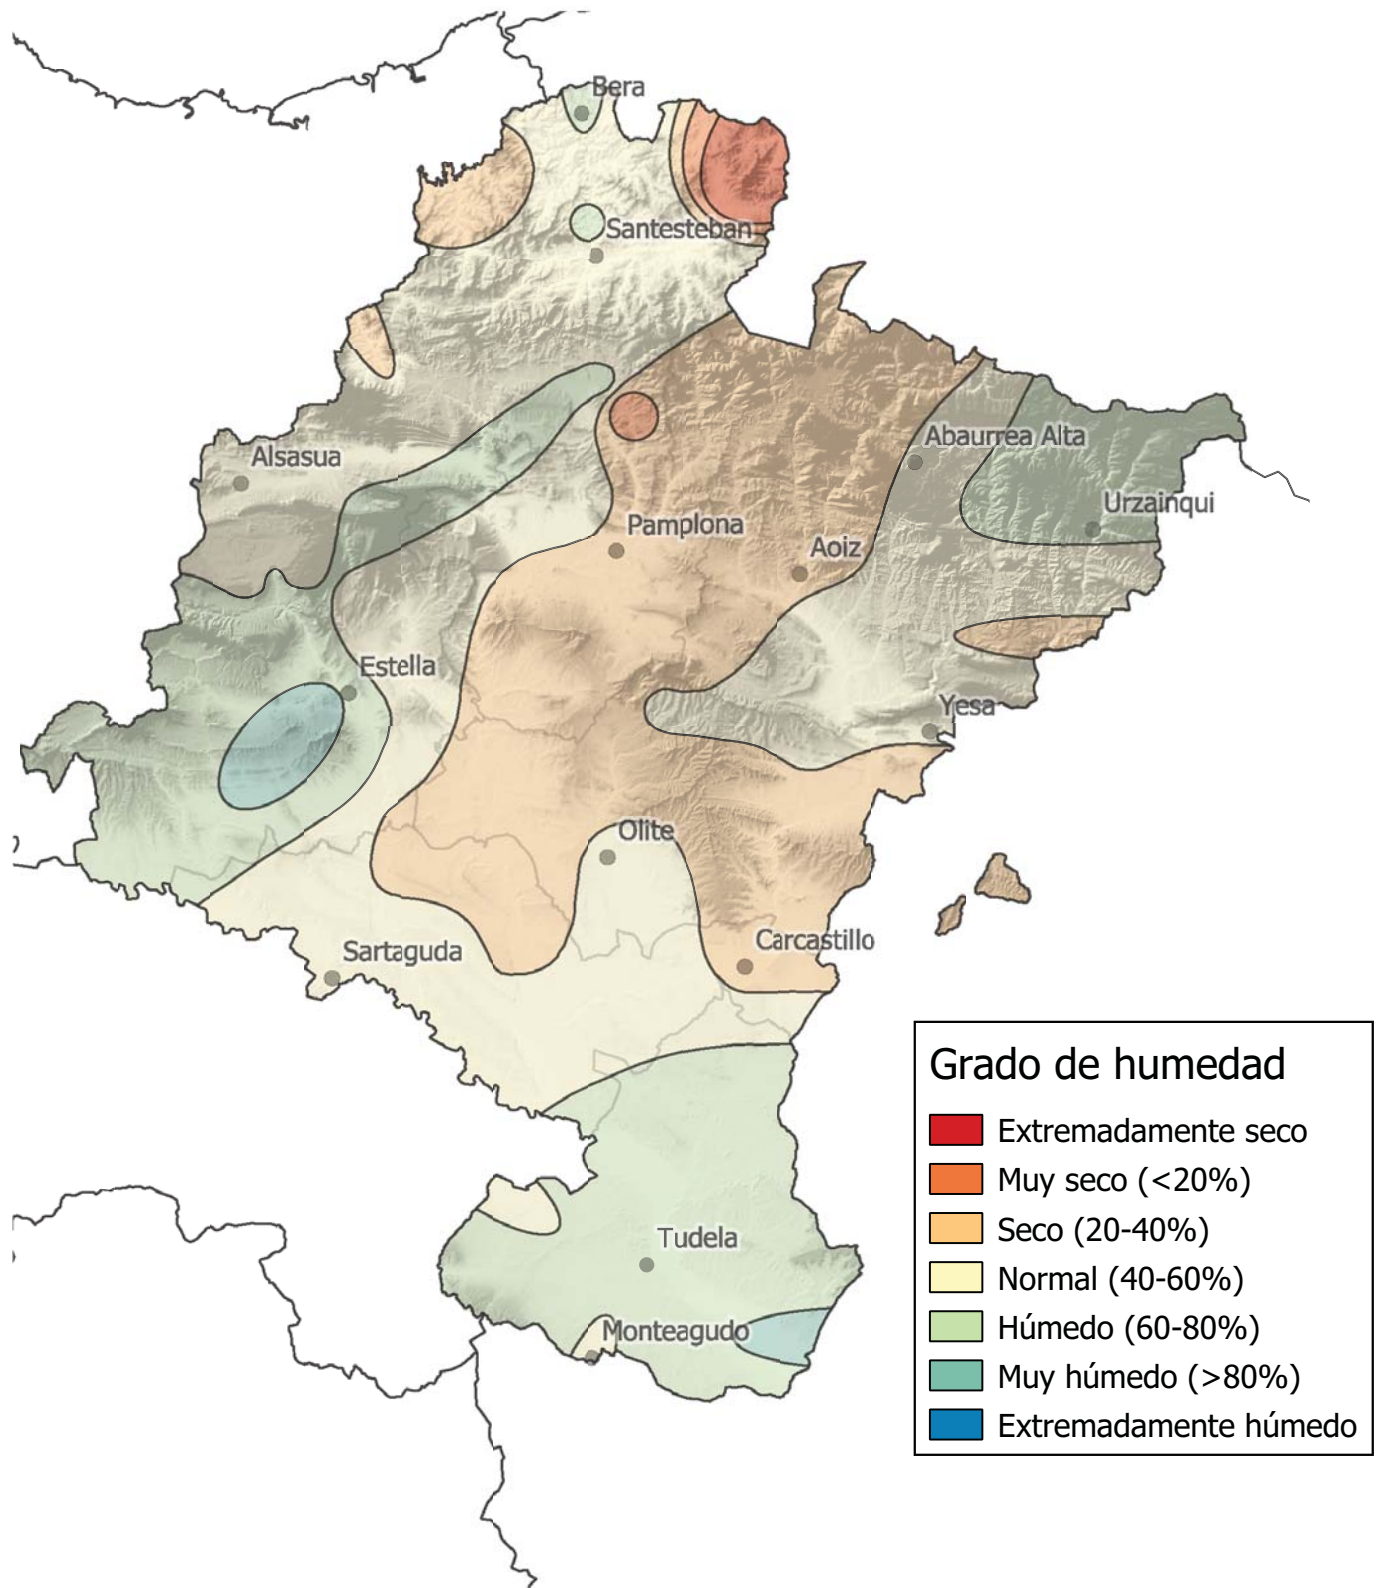 Bera
Santesteban
Alsasua
Abaurrea Alta
Urzainqui
Pamplona
Aoiz
Estella
Yesa
Olite
Carcastillo
Sartaguda
Tudela
Monteagudo
Grado de humedad
Extremadamente seco
Muy seco (<20%)
Seco (20-40%)
Normal (40-60%)
Húmedo (60-80%)
Muy húmedo (>80%)
Extremadamente húmedo